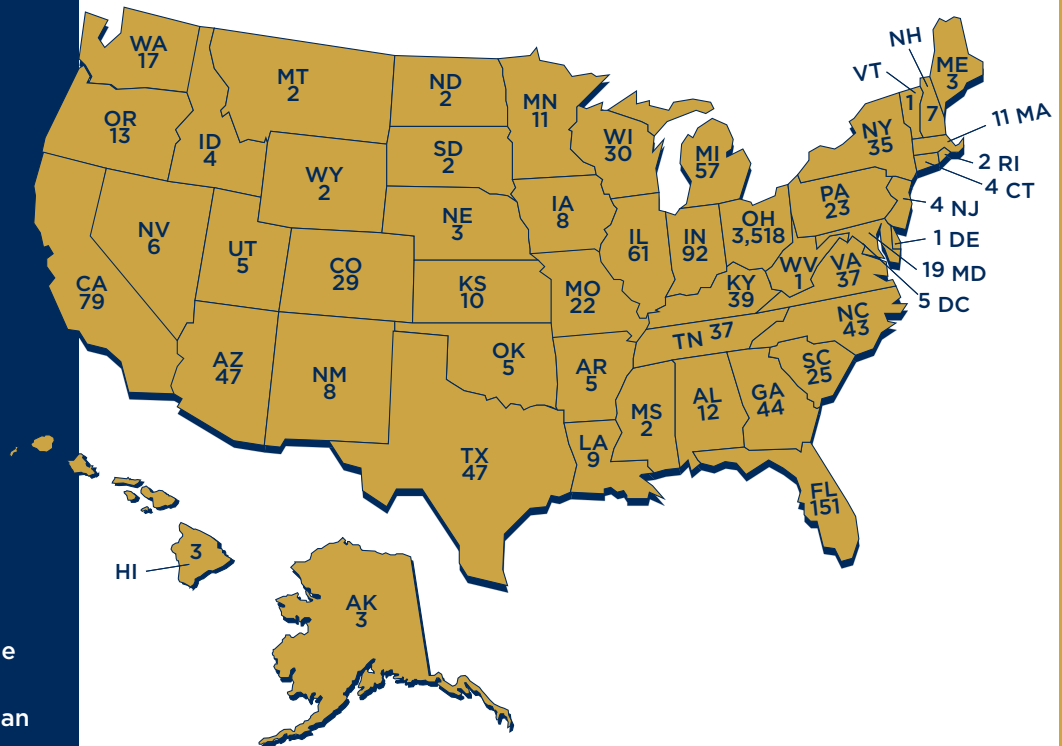 WA
17
OR
13
ID
4
MT
2
WY
2
ND
2
SD
2
NE
3
NV
6
UT
5
CO
29
KS
10
CA
79
AZ
47
NM
8
OK
5
TX
47
MN
11
IA
8
MO
22
AR
5
LA
9
WI
30
IL
61
MI
57
IN
92
OH
3,518
KY
39
TN 37
MS
2
AL
12
GA
44
FL
151
SC
25
NC
43
VA
37
WV
1
PA
23
NY
35
VT
1
NH
7
ME
3
11 MA
2 RI
4 CT
4 NJ
1 DE
19 MD
5 DC
HI
3
AK
3
e
an